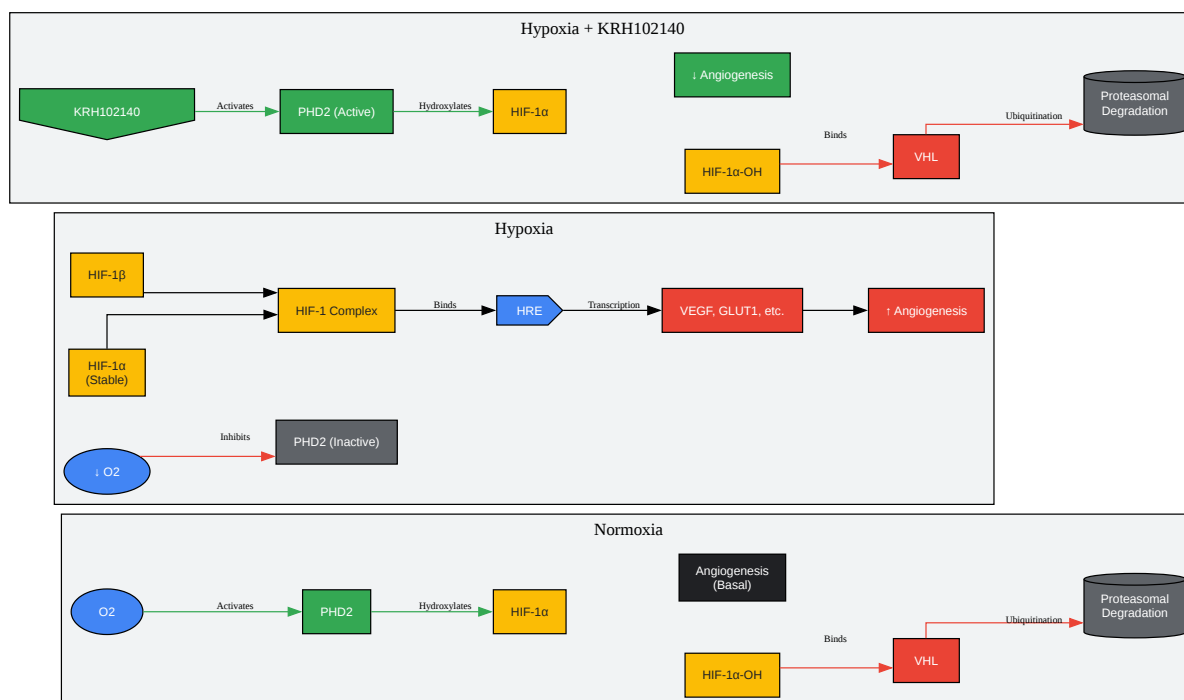 Hypoxia + KRH102140
↓ Angiogenesis
KRH102140
Activates
PHD2 (Active)
Hydroxylates
HIF-1α
HIF-1α-OH
Binds
VHL
Ubiquitination
Proteasomal
Degradation
Hypoxia
HIF-1β
HIF-1α
(Stable)
HIF-1 Complex
Binds
HRE
Transcription
VEGF, GLUT1, etc.
↑ Angiogenesis
↓ O2
Inhibits
PHD2 (Inactive)
Normoxia
Angiogenesis
(Basal)
O2
Activates
PHD2
Hydroxylates
HIF-1α
HIF-1α-OH
Binds
VHL
Ubiquitination
Proteasomal
Degradation